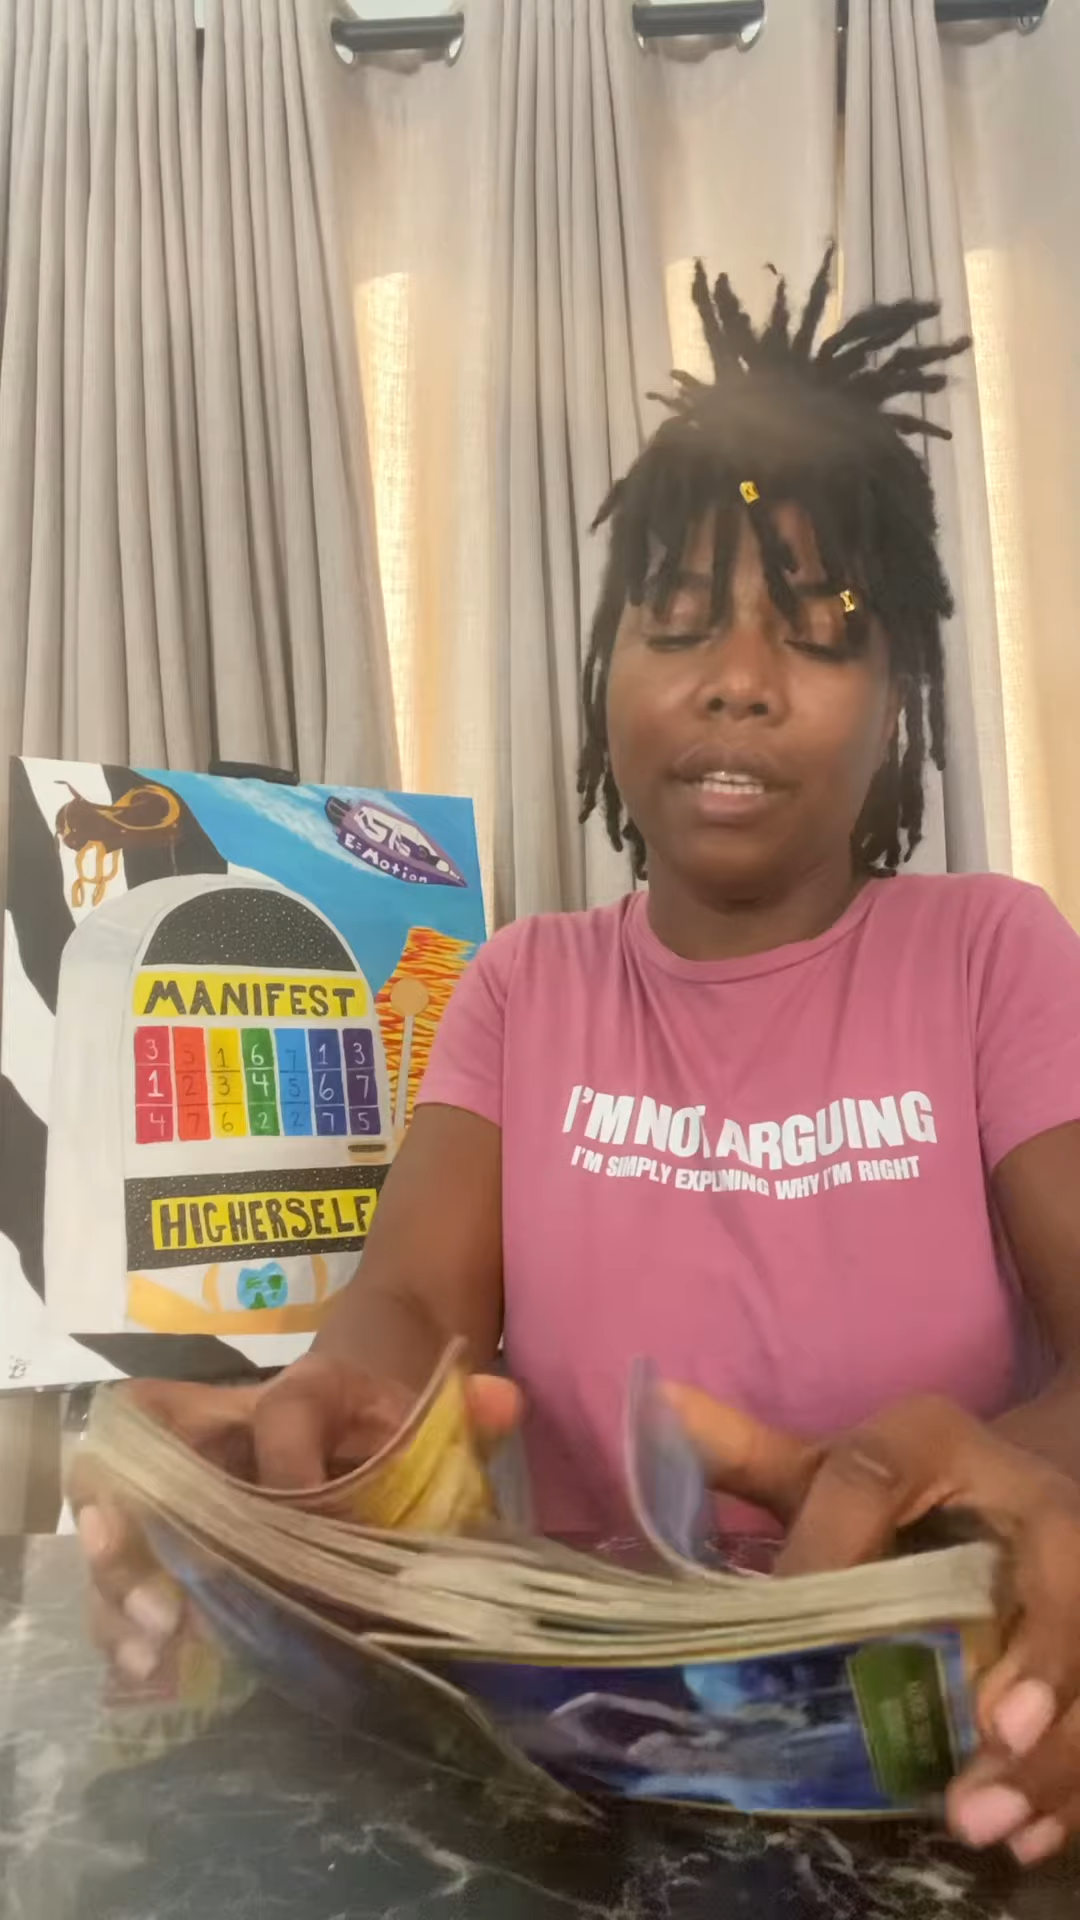 E=Motion
MANIFEST
3 3 1 6 7 1 3
1 2 3 4 5 6 7
4 7 6 2 2 7 5
HIGHERSELF
I'M NOT ARGUING
I'M SIMPLY EXPLAINING WHY I'M RIGHT